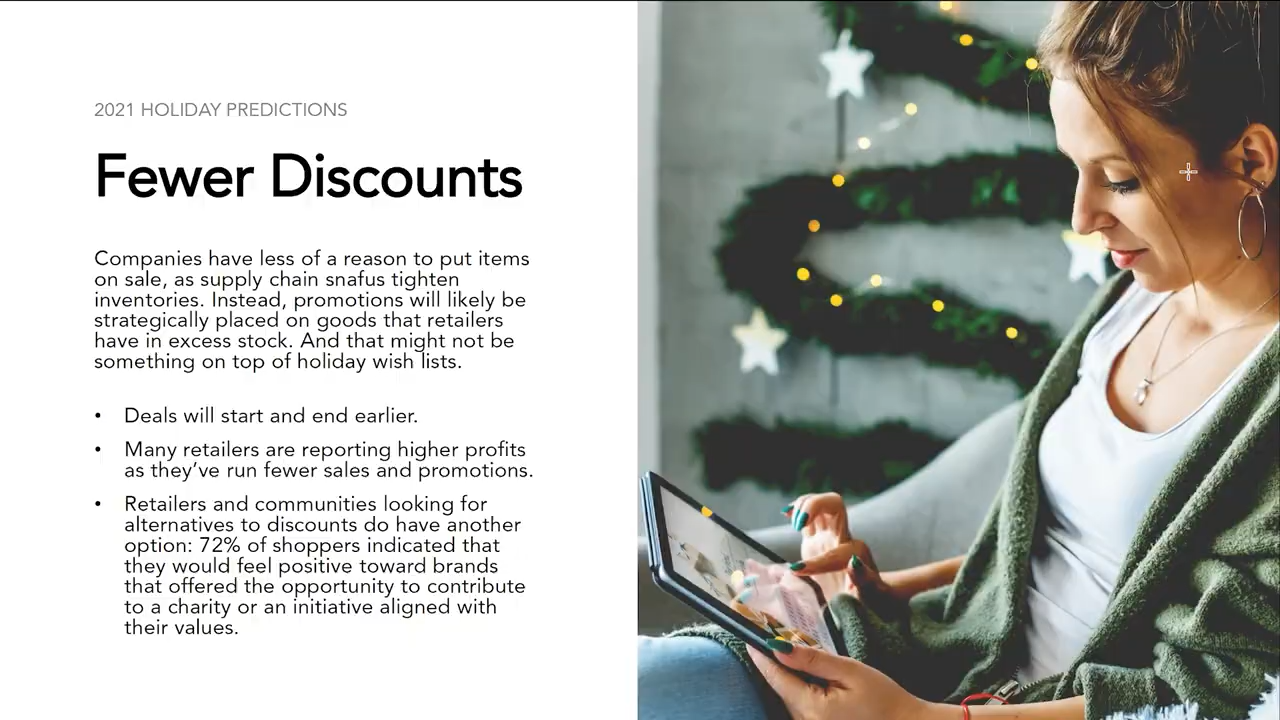 2021 HOLIDAY PREDICTIONS
Fewer Discounts
Companies have less of a reason to put items
on sale, as supply chain snafus tighten
inventories. Instead, promotions will likely be
strategically placed on goods that retailers
have in excess stock. And that might not be
something on top of holiday wish lists.
• Deals will start and end earlier.
• Many retailers are reporting higher profits
as they’ve run fewer sales and promotions.
• Retailers and communities looking for
alternatives to discounts do have another
option: 72% of shoppers indicated that
they would feel positive toward brands
that offered the opportunity to contribute
to a charity or an initiative aligned with
their values.